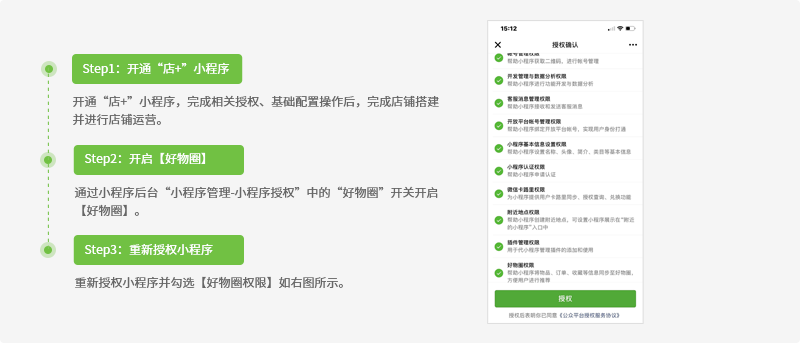 Step1：开通“店+”小程序
开通“店+”小程序，完成相关授权、基础配置操作后，完成店铺搭建
并进行店铺运营。
Step2：开启【好物圈】
通过小程序后台“小程序管理-小程序授权”中的“好物圈”开关开启
【好物圈】。
Step3：重新授权小程序
重新授权小程序并勾选【好物圈权限】如右图所示。
15:12
授权确认
帐号管理权限
帮助小程序获取二维码，进行帐号管理
开发管理与数据分析权限
帮助小程序进行功能开发与数据分析
客服消息管理权限
帮助小程序接收和发送客服消息
开放平台帐号管理权限
帮助小程序绑定开放平台帐号，实现用户身份打通
小程序基本信息设置权限
帮助小程序设置名称、头像、简介、类目等基本信息
小程序认证权限
帮助小程序申请认证
微信卡路里权限
为小程序提供用户卡路里同步、授权查询、兑换功能
附近地点权限
帮助小程序创建附近地点，可设置小程序展示在“附近
的小程序”入口中
插件管理权限
用于代小程序管理插件的添加和使用
好物圈权限
帮助小程序将物品、订单、收藏等信息同步至好物圈，
方便用户进行推荐
授权
授权后表明你已同意《公众平台授权服务协议》